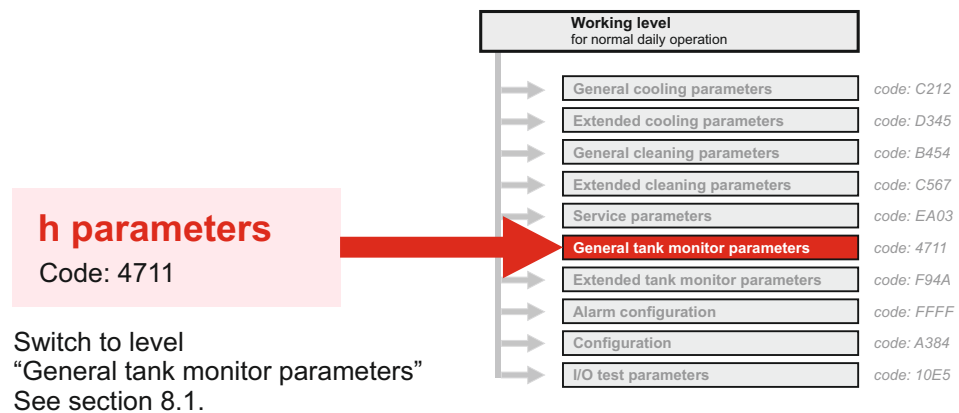 Working level
for normal daily operation
General cooling parameters code: C212
Extended cooling parameters code: D345
General cleaning parameters code: B454
Extended cleaning parameters code: C567
Service parameters code: EA03
General tank monitor parameters code: 4711
Extended tank monitor parameters code: F94A
Alarm configuration code: FFFF
Configuration code: A384
I/O test parameters code: 10E5
h parameters
Code: 4711
Switch to level
“General tank monitor parameters”
See section 8.1.